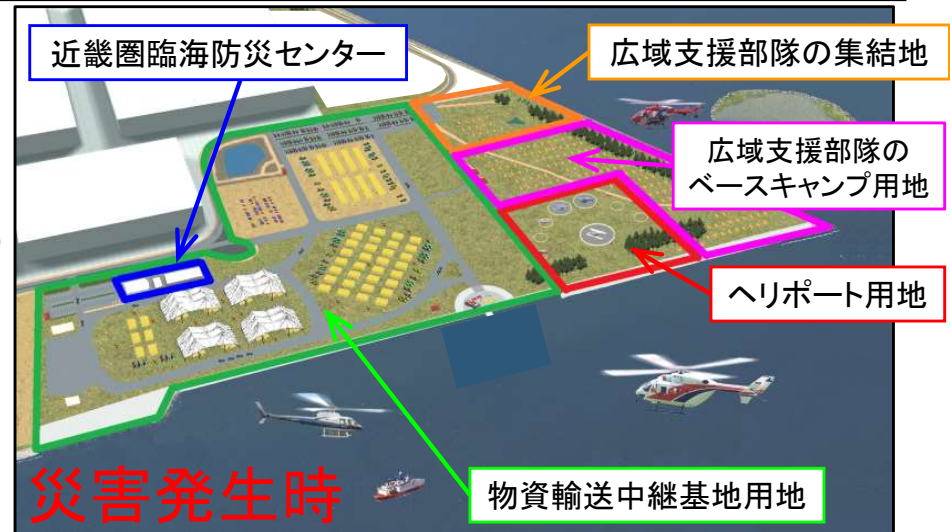 近畿圏臨海防災センター
広域支援部隊の集結地
広域支援部隊の
ベースキャンプ用地
ヘリポート用地
物資輸送中継基地用地
災害発生時